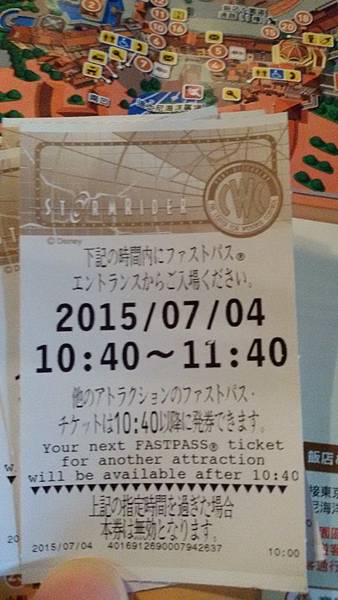 STORMRIDER
CWC
© Disney
下記の時間内にファストパス®
エントランスからご入場ください。
2015/07/04
10:40～11:40
他のアトラクションのファストパス・
チケットは10:40以降に発券できます。
Your next FASTPASS® ticket
for another attraction
will be available after 10:40
上記の指定時間を過ぎた場合
本券は無効となります。
2015/07/04 4016912690007942637 10:00
飯店